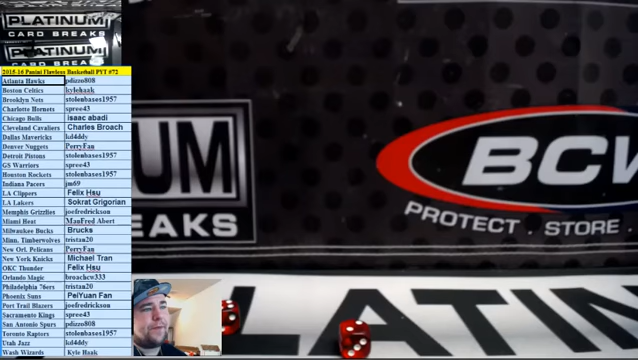 PLATINUM
CARD BREAKS
PLATINUM
CARD BREAKS
2015-16 Panini Flawless Basketball PYT #72
Atlanta Hawks pdizzo808
Boston Celtics kylehaak
Brooklyn Nets stolenbases1957
Charlotte Hornets spree43
Chicago Bulls isaac abadi
Cleveland Cavaliers Charles Broach
Dallas Mavericks kd4ddy
Denver Nuggets PerryFan
Detroit Pistons stolenbases1957
GS Warriors spree43
Houston Rockets stolenbases1957
Indiana Pacers jm69
LA Clippers Felix Hsu
LA Lakers Sokrat Grigorian
Memphis Grizzlies joefredrickson
Miami Heat ManFred Abert
Milwaukee Bucks Brucks
Minn. Timberwolves tristan20
New Orl. Pelicans PerryFan
New York Knicks Michael Tran
OKC Thunder Felix Hsu
Orlando Magic broachcw333
Philadelphia 76ers tristan20
Phoenix Suns PeiYuan Fan
Port Trail Blazers joefredrickson
Sacramento Kings spree43
San Antonio Spurs pdizzo808
Toronto Raptors stolenbases1957
Utah Jazz kd4ddy
Wash Wizards Kyle Haak
UM
EAKS
BCW
PROTECT . STORE .
LATIN